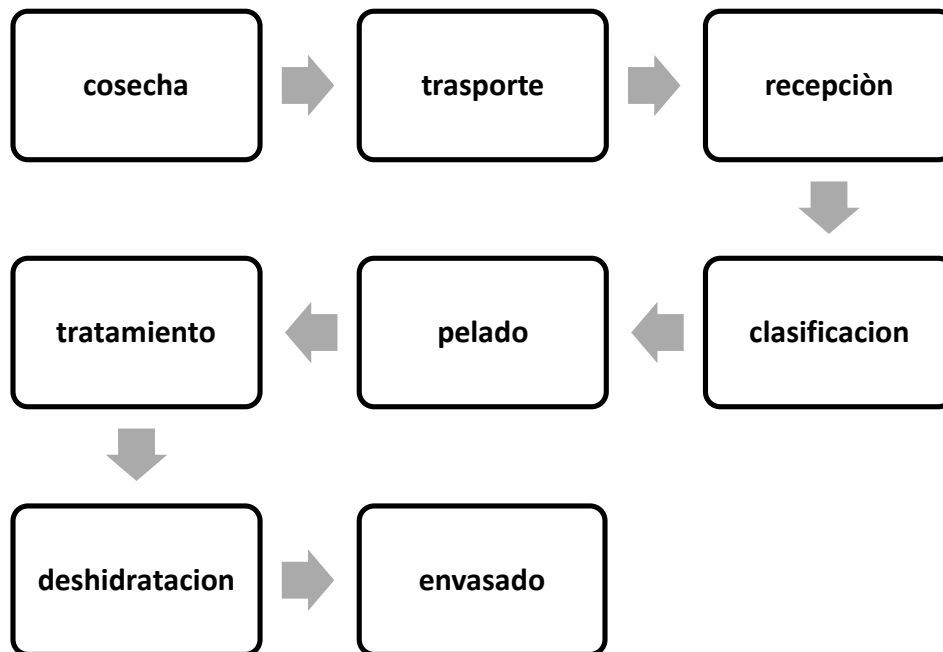 cosecha
trasporte
recepciòn
clasificacion
pelado
tratamiento
deshidratacion
envasado